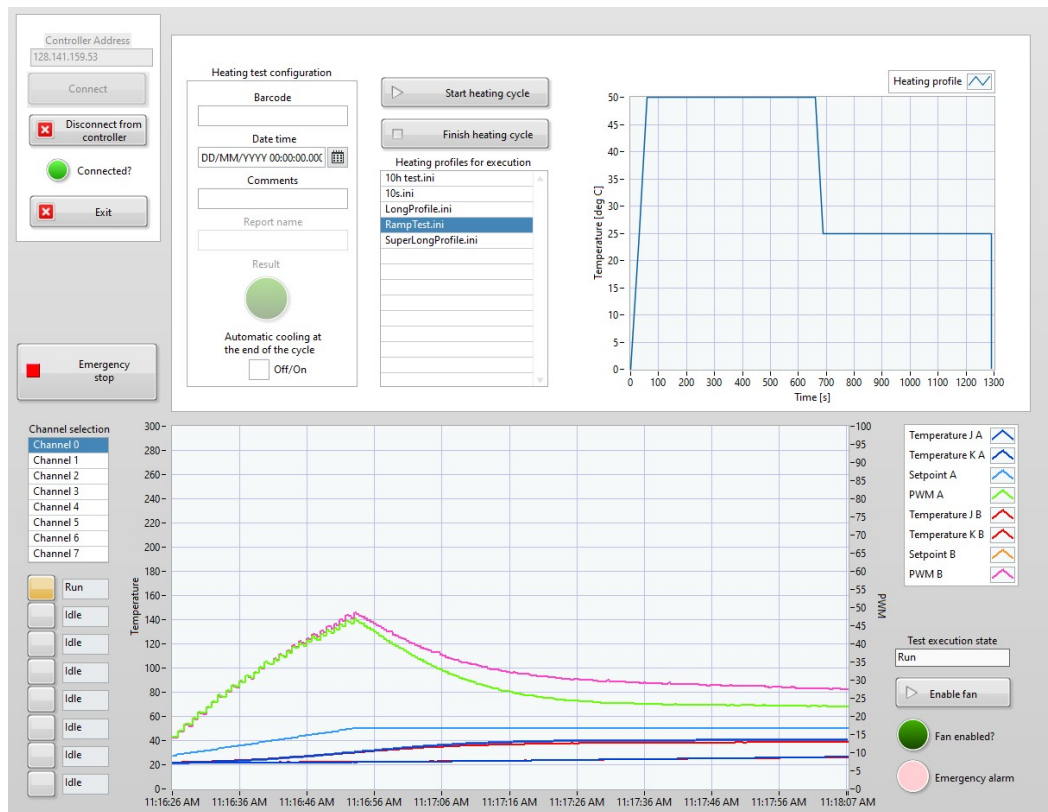 Controller Address
128.141.159.53
Connect
Disconnect from
controller
Connected?
Exit
Emergency
stop
Heating test configuration
Barcode
Date time
DD/MM/YYYY 00:00:00.000
Comments
Report name
Result
Automatic cooling at
the end of the cycle
Off/On
Start heating cycle
Finish heating cycle
Heating profiles for execution
10h test.ini
10s.ini
LongProfile.ini
RampTest.ini
SuperLongProfile.ini
Heating profile
Temperature [deg C]
50
45
40
35
30
25
20
15
10
5
0
0 100 200 300 400 500 600 700 800 900 1000 1100 1200 1300
Time [s]
Channel selection
Channel 0
Channel 1
Channel 2
Channel 3
Channel 4
Channel 5
Channel 6
Channel 7
Run
Idle
Idle
Idle
Idle
Idle
Idle
Idle
Temperature
300
280
260
240
220
200
180
160
140
120
100
80
60
40
20
0
11:16:26 AM 11:16:36 AM 11:16:46 AM 11:16:56 AM 11:17:06 AM 11:17:16 AM 11:17:26 AM 11:17:36 AM 11:17:46 AM 11:17:56 AM 11:18:07 AM
100
95
90
85
80
75
70
65
60
55
50
45
40
35
30
25
20
15
10
5
0
PWM
Temperature J A
Temperature K A
Setpoint A
PWM A
Temperature J B
Temperature K B
Setpoint B
PWM B
Test execution state
Run
Enable fan
Fan enabled?
Emergency alarm